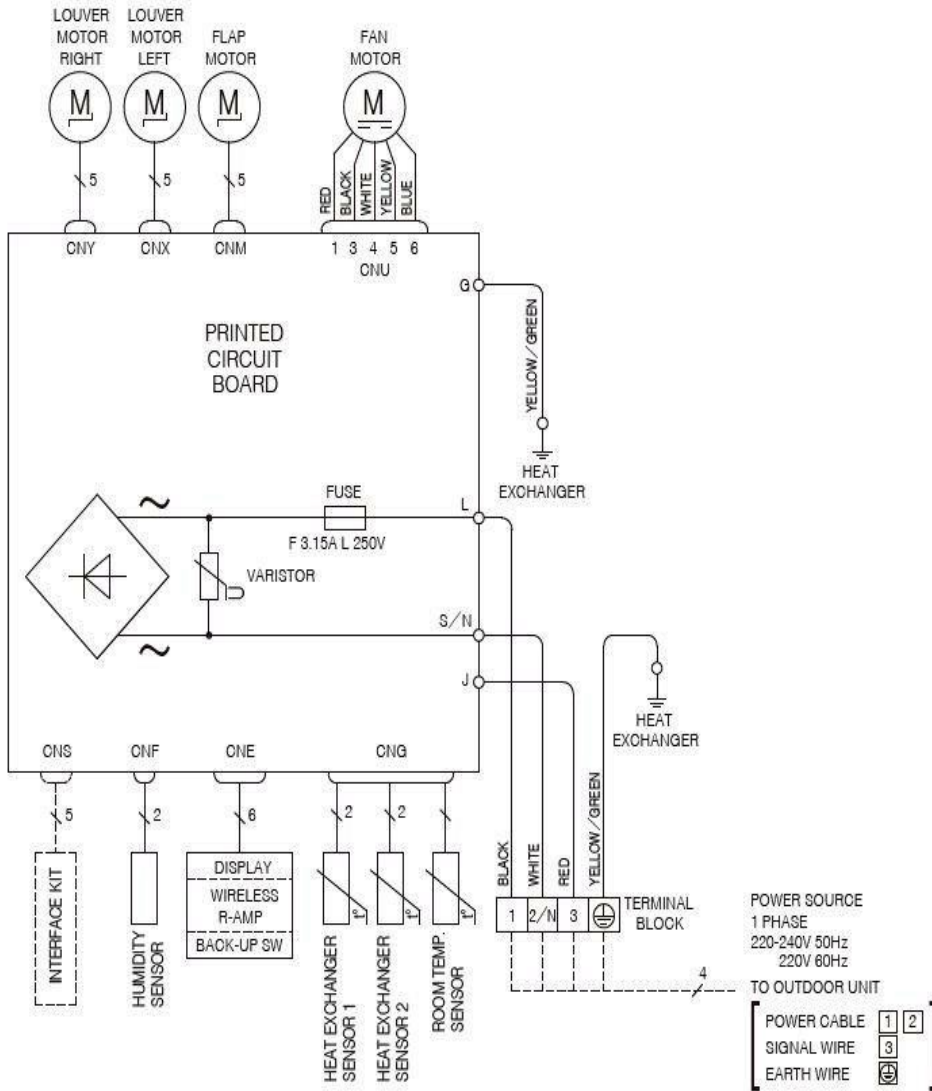 LOUVER
MOTOR
RIGHT
LOUVER
MOTOR
LEFT
FLAP
MOTOR
FAN
MOTOR
M
M
M
M
5
5
5
RED
BLACK
WHITE
YELLOW
BLUE
CNY
CNX
CNM
1 3 4 5 6
CNU
G
YELLOW/GREEN
HEAT
EXCHANGER
PRINTED
CIRCUIT
BOARD
~
FUSE
F 3.15A L 250V
L
VARISTOR
S/N
~
J
HEAT
EXCHANGER
CNS
CNF
CNE
CNG
5
2
6
2
2
INTERFACE KIT
HUMIDITY
SENSOR
DISPLAY
WIRELESS
R-AMP
BACK-UP SW
t°
t°
t°
HEAT EXCHANGER
SENSOR 1
HEAT EXCHANGER
SENSOR 2
ROOM TEMP.
SENSOR
BLACK
WHITE
RED
YELLOW/GREEN
1 2/N 3
TERMINAL
BLOCK
4
POWER SOURCE
1 PHASE
220-240V 50Hz
220V 60Hz
TO OUTDOOR UNIT
POWER CABLE 1 2
SIGNAL WIRE 3
EARTH WIRE